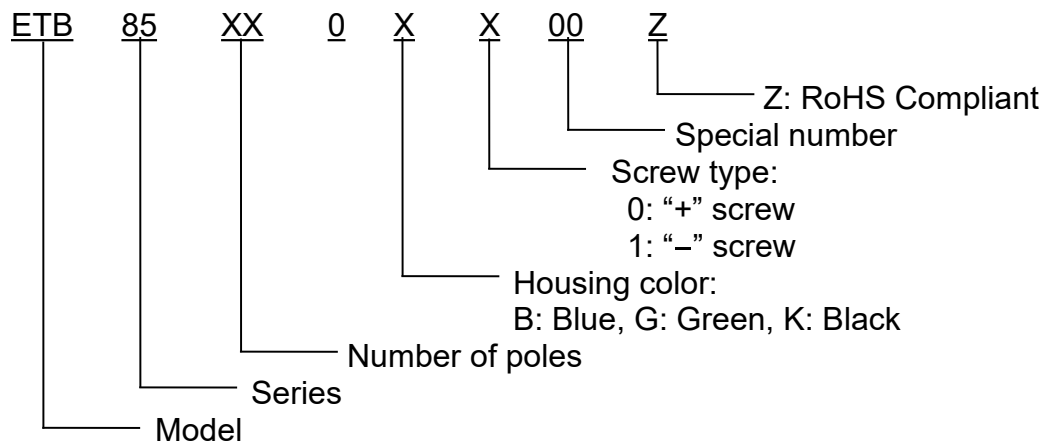 ETB 85 XX 0 X X 00 Z
Z: RoHS Compliant
Special number
Screw type:
0: “+” screw
1: “–” screw
Housing color:
B: Blue, G: Green, K: Black
Number of poles
Series
Model